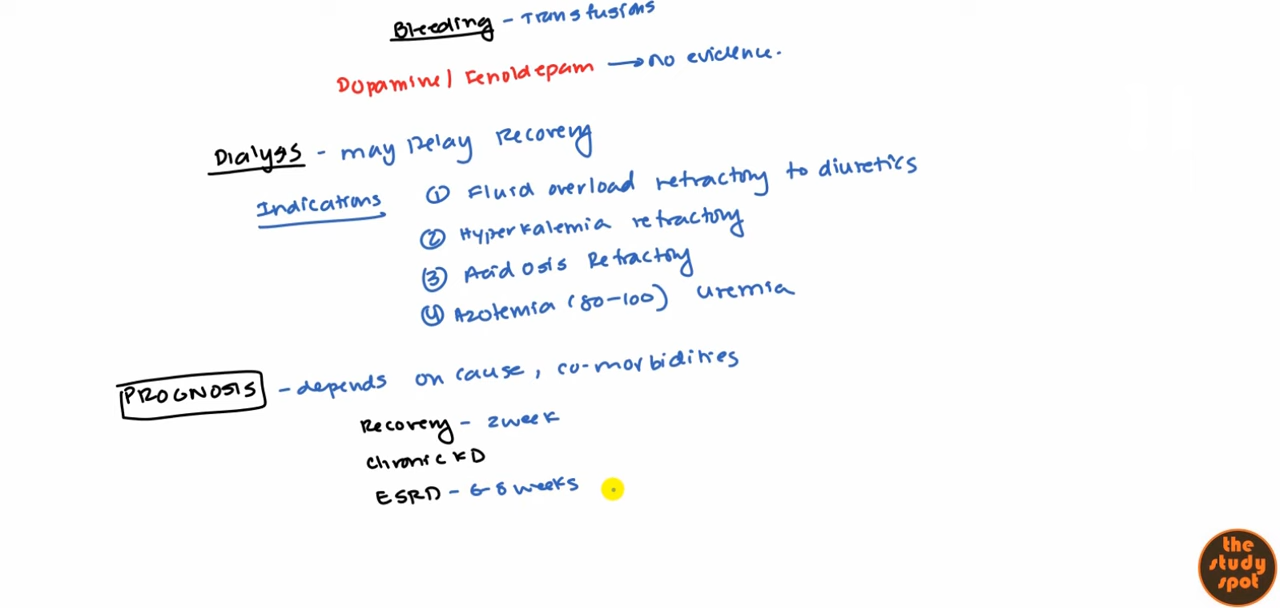 Bleeding - Transfusions
Dopamine/ Fenoldepam → no evidence.
Dialysis - may Delay Recovery
Indications ① Fluid overload refractory to diuretics
② Hyperkalemia refractory
③ Acidosis Refractory
④ Azotemia (80-100) uremia
PROGNOSIS - depends on cause, co-morbidities
Recovery - 2week
Chronic KD
ESRD - 6-8 weeks
the
study
spot